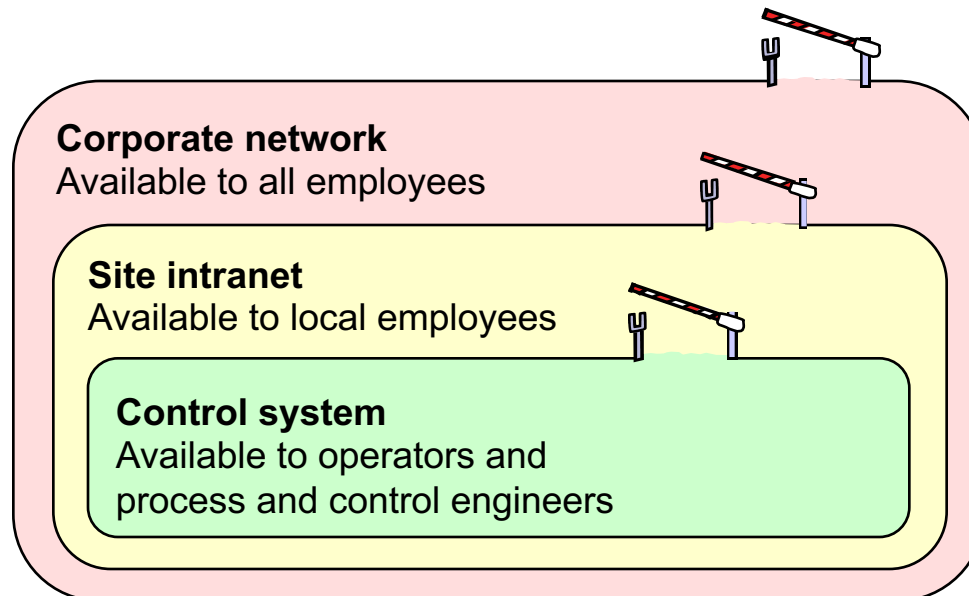 Corporate network
Available to all employees
Site intranet
Available to local employees
Control system
Available to operators and
process and control engineers